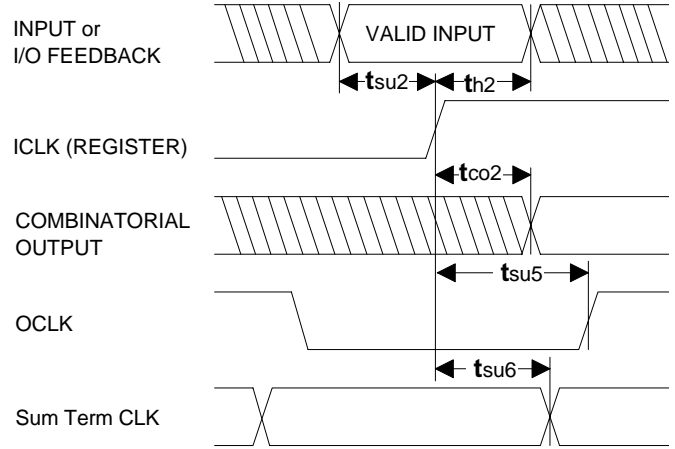 INPUT or
I/O FEEDBACK
VALID INPUT
tsu2
th2
ICLK (REGISTER)
tco2
COMBINATORIAL
OUTPUT
tsu5
OCLK
tsu6
Sum Term CLK